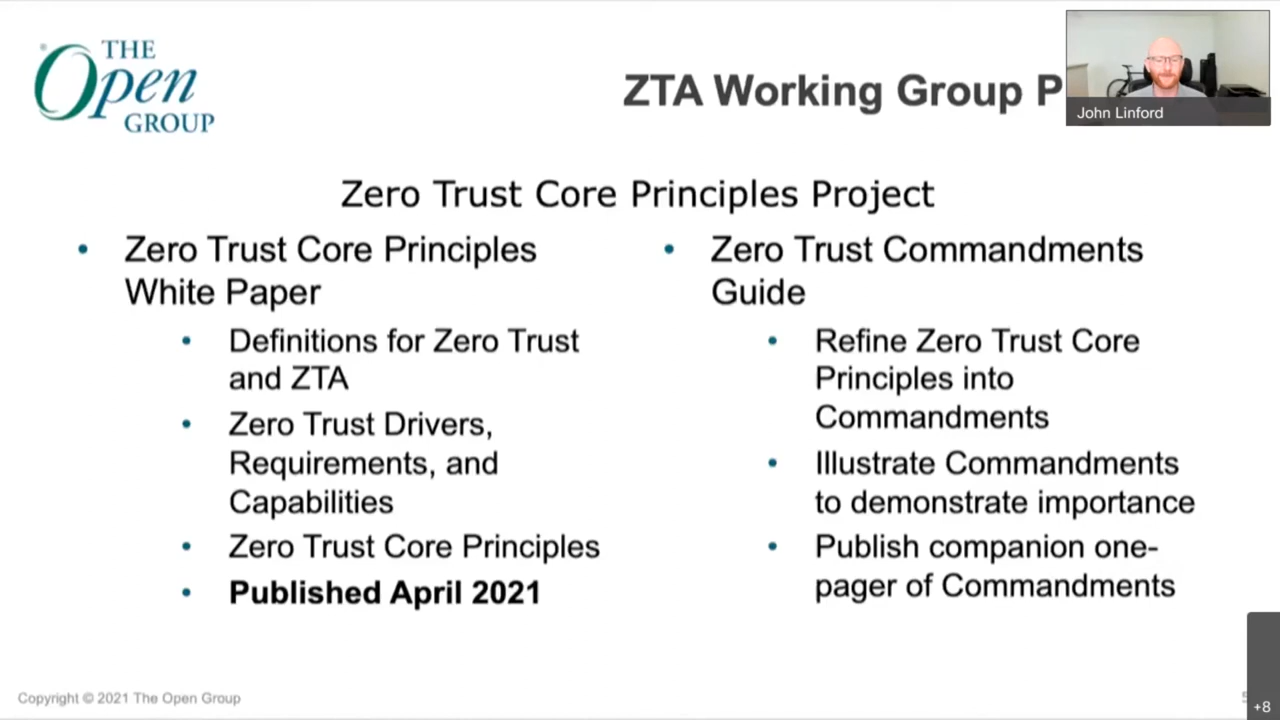 THE
Open
GROUP
ZTA Working Group P
John Linford
Zero Trust Core Principles Project
• Zero Trust Core Principles
White Paper
• Definitions for Zero Trust
and ZTA
• Zero Trust Drivers,
Requirements, and
Capabilities
• Zero Trust Core Principles
• Published April 2021
• Zero Trust Commandments
Guide
• Refine Zero Trust Core
Principles into
Commandments
• Illustrate Commandments
to demonstrate importance
• Publish companion one-
pager of Commandments
Copyright © 2021 The Open Group
+8